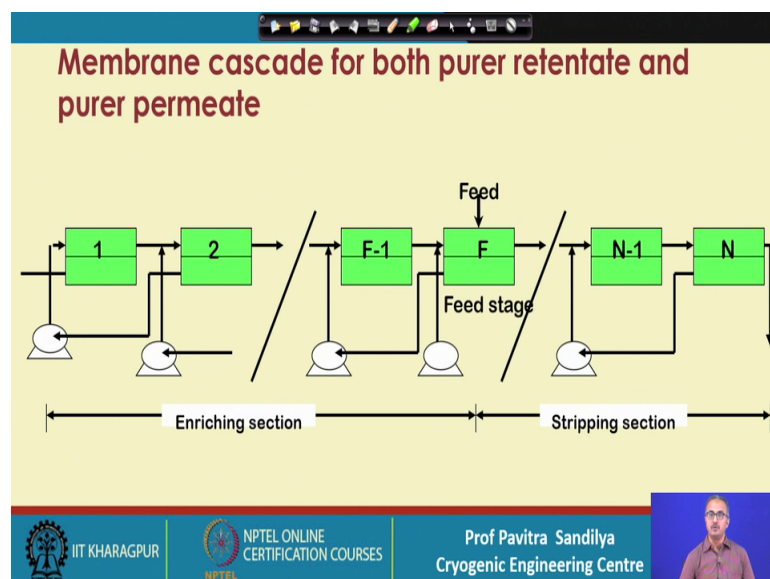 Membrane cascade for both purer retentate and
purer permeate
Feed
1
2
F-1
F
N-1
N
Feed stage
Enriching section
Stripping section
IIT KHARAGPUR
NPTEL
NPTEL ONLINE
CERTIFICATION COURSES
Prof Pavitra Sandilya
Cryogenic Engineering Centre